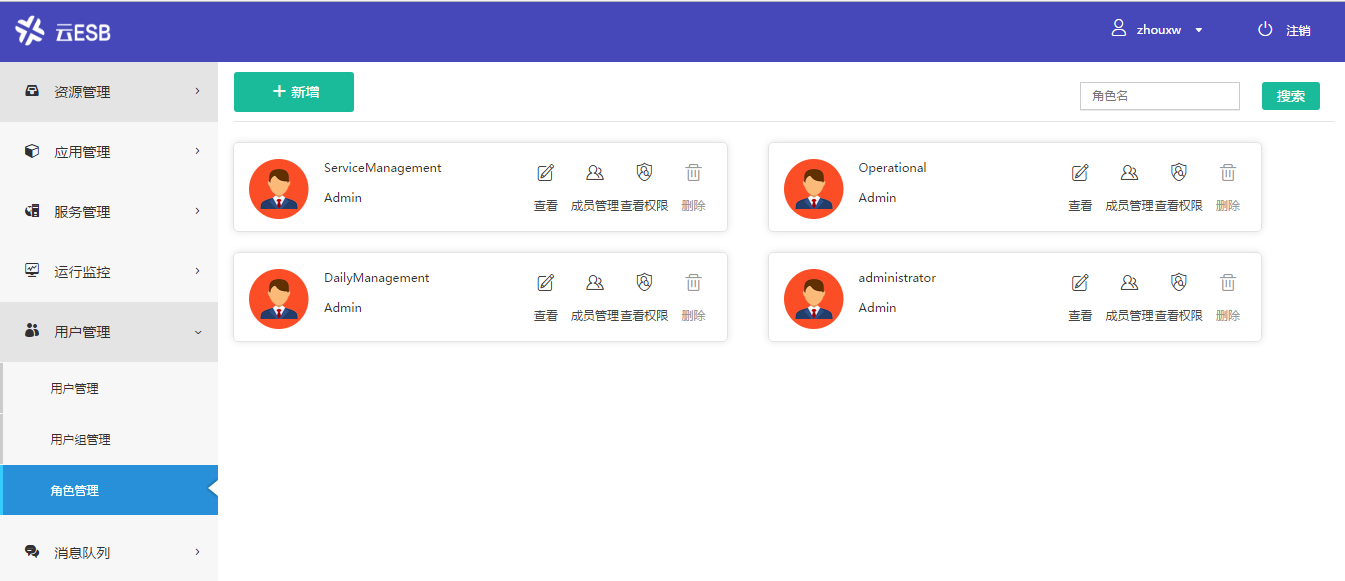 云ESB
zhouxw
注销
资源管理
应用管理
服务管理
运行监控
用户管理
用户管理
用户组管理
角色管理
消息队列
新增
角色名
搜索
ServiceManagement
Admin
查看 成员管理 查看权限 删除
Operational
Admin
查看 成员管理 查看权限 删除
DailyManagement
Admin
查看 成员管理 查看权限 删除
administrator
Admin
查看 成员管理 查看权限 删除